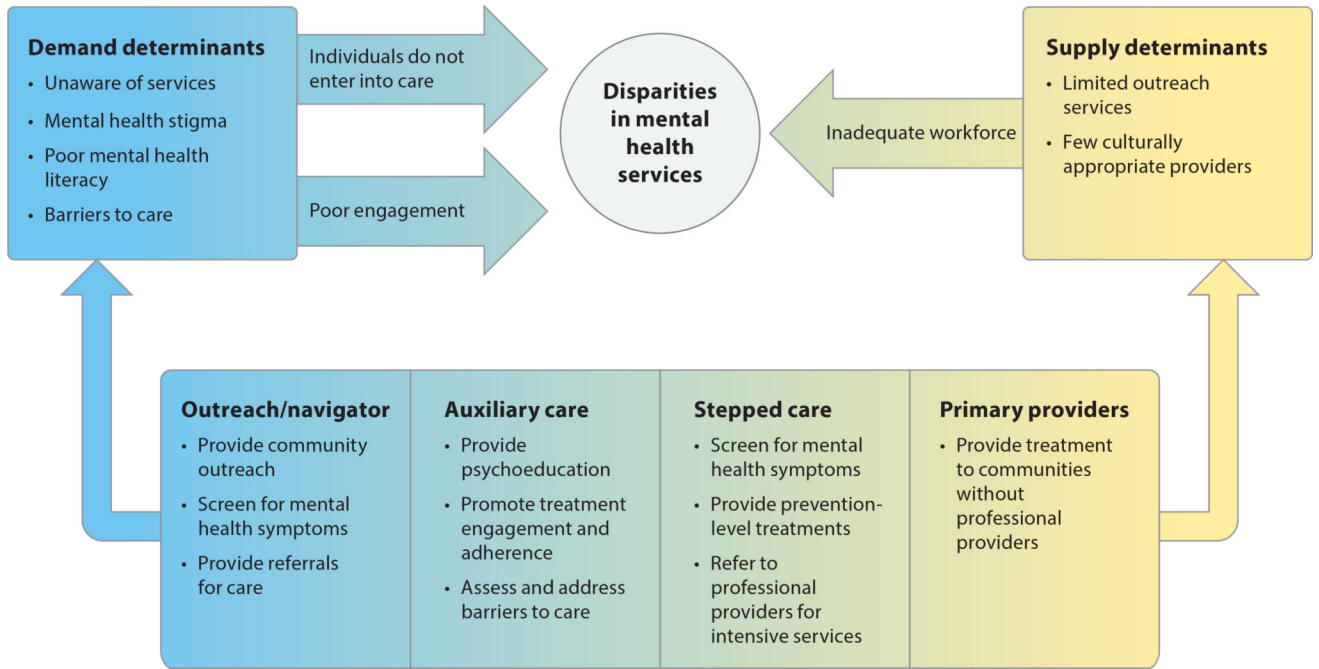 Demand determinants
• Unaware of services
• Mental health stigma
• Poor mental health
literacy
• Barriers to care
Individuals do not
enter into care
Poor engagement
Disparities
in mental
health
services
Inadequate workforce
Supply determinants
• Limited outreach
services
• Few culturally
appropriate providers
Outreach/navigator
• Provide community
outreach
• Screen for mental
health symptoms
• Provide referrals
for care
Auxiliary care
• Provide
psychoeducation
• Promote treatment
engagement and
adherence
• Assess and address
barriers to care
Stepped care
• Screen for mental
health symptoms
• Provide prevention-
level treatments
• Refer to
professional
providers for
intensive services
Primary providers
• Provide treatment
to communities
without
professional
providers